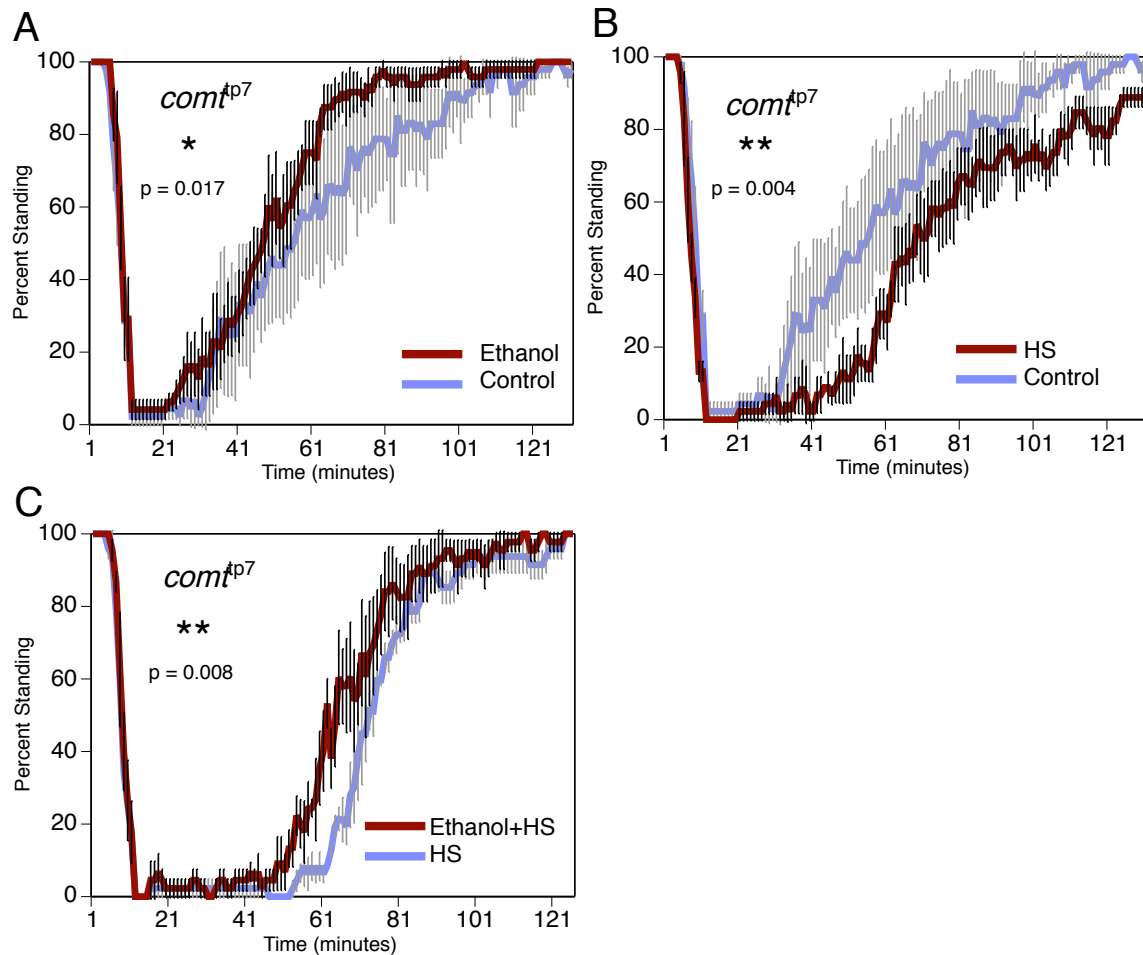 A
100
80
60
40
20
0
Percent Standing
comt^tp7
*
p = 0.017
Ethanol
Control
1 21 41 61 81 101 121
Time (minutes)
B
100
80
60
40
20
0
Percent Standing
comt^tp7
**
p = 0.004
HS
Control
1 21 41 61 81 101 121
Time (minutes)
C
100
80
60
40
20
0
Percent Standing
comt^tp7
**
p = 0.008
Ethanol+HS
HS
1 21 41 61 81 101 121
Time (minutes)